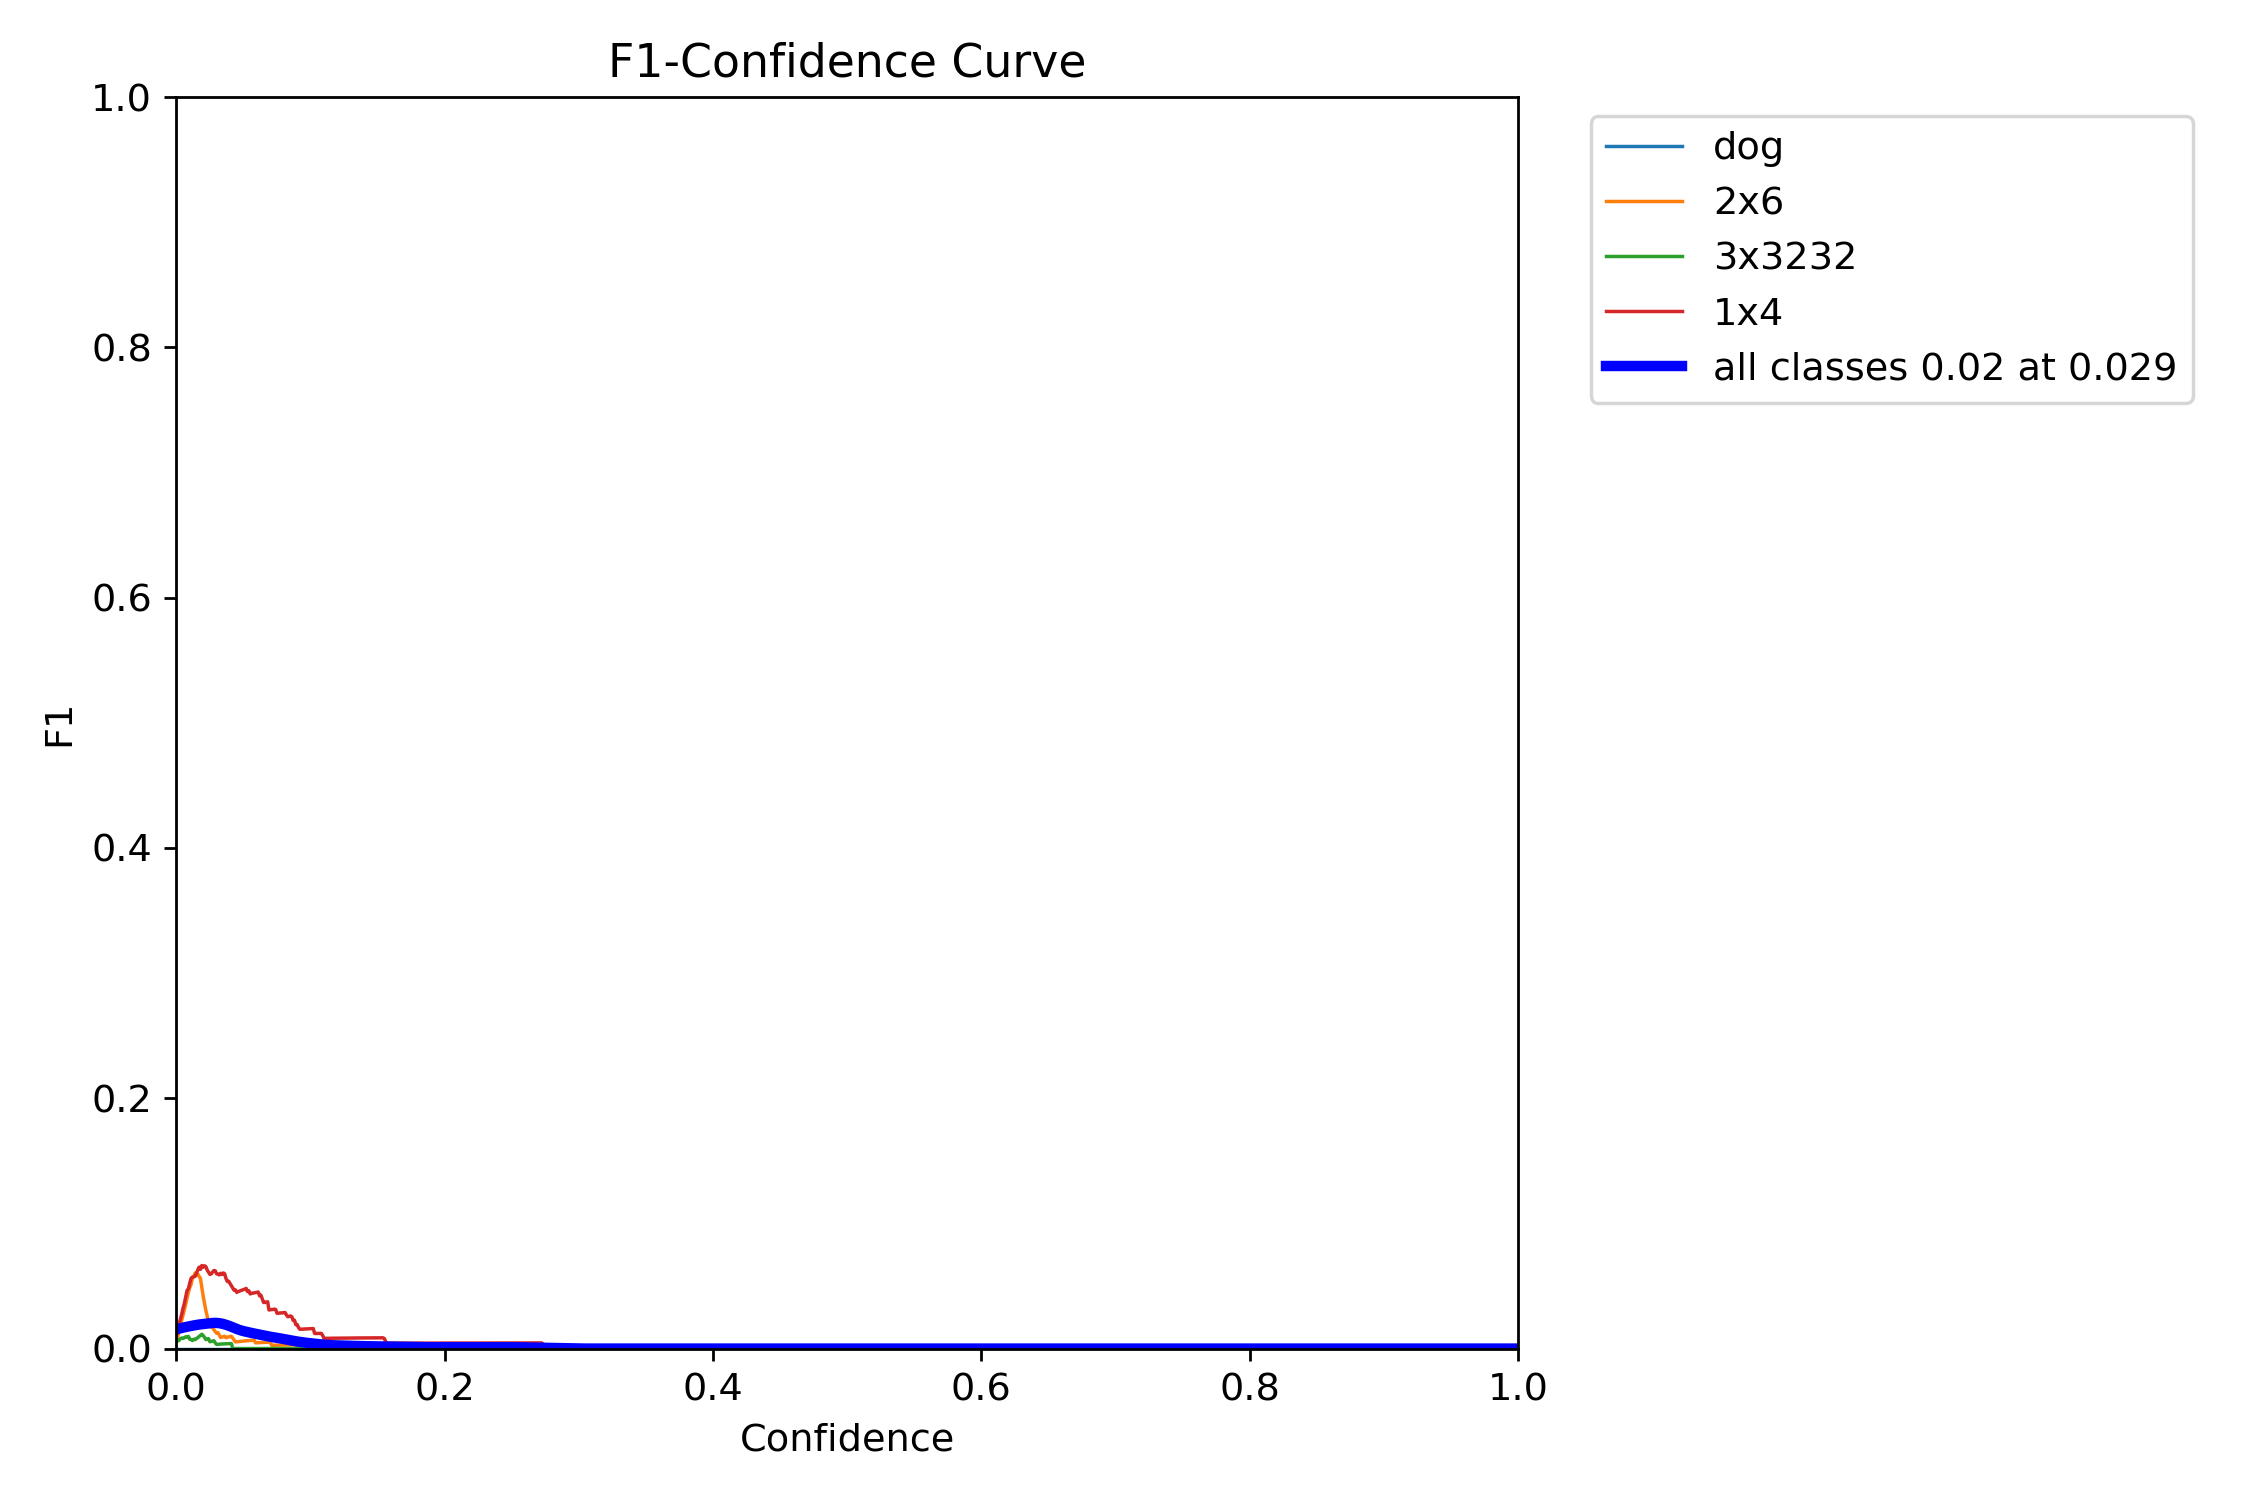 F1-Confidence Curve
1.0
0.8
0.6
0.4
0.2
0.0
F1
0.0 0.2 0.4 0.6 0.8 1.0
Confidence
dog
2x6
3x3232
1x4
all classes 0.02 at 0.029